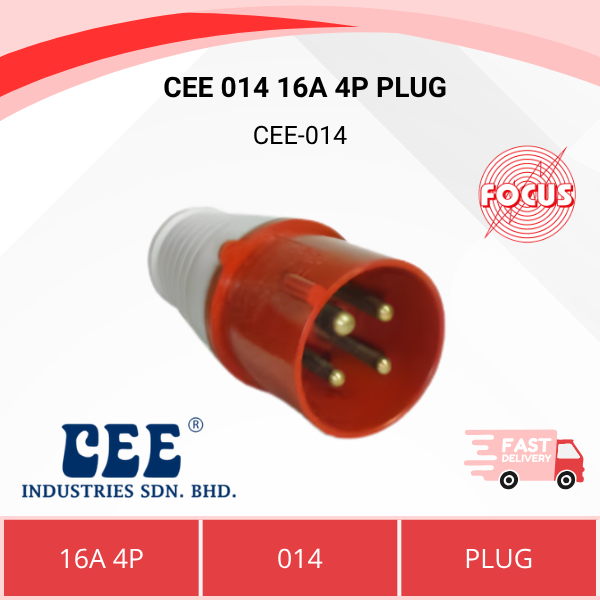 CEE 014 16A 4P PLUG
CEE-014
FOCUS
CEE®
INDUSTRIES SDN. BHD.
FAST
DELIVERY
16A 4P
014
PLUG